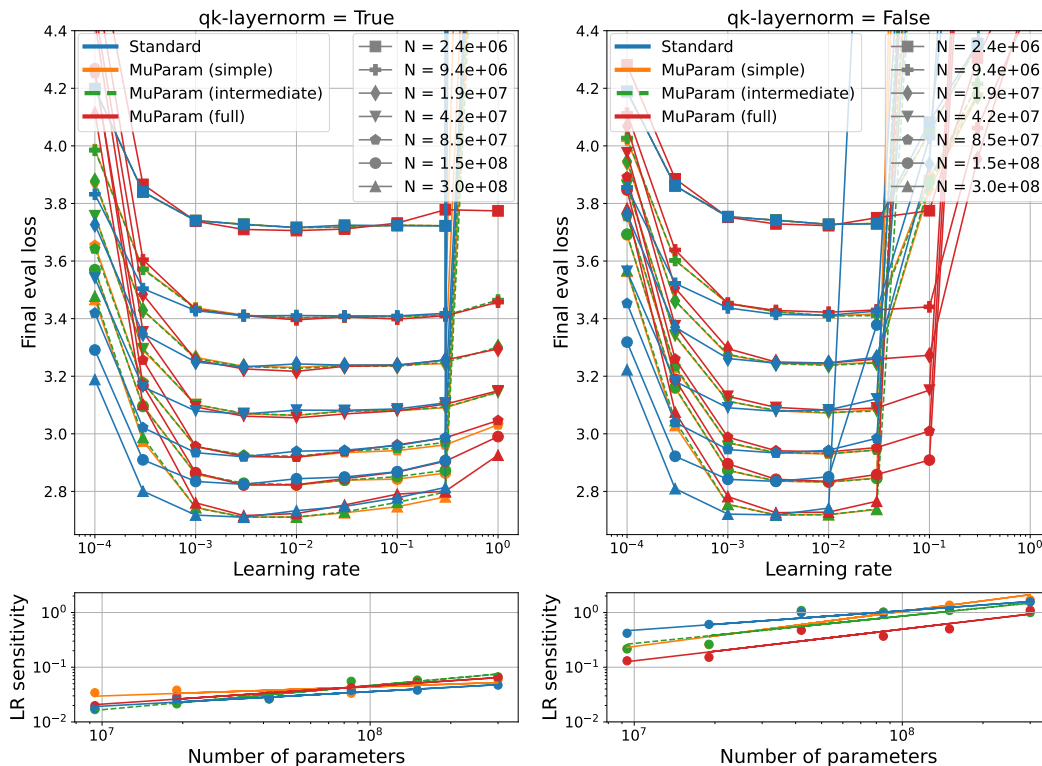 qk-layernorm = True
4.4
4.2
4.0
3.8
3.6
3.4
3.2
3.0
2.8
Final eval loss
Standard
MuParam (simple)
MuParam (intermediate)
MuParam (full)
N = 2.4e+06
N = 9.4e+06
N = 1.9e+07
N = 4.2e+07
N = 8.5e+07
N = 1.5e+08
N = 3.0e+08
10⁻⁴
10⁻³
10⁻²
10⁻¹
10⁰
Learning rate
qk-layernorm = False
4.4
4.2
4.0
3.8
3.6
3.4
3.2
3.0
2.8
Final eval loss
Standard
MuParam (simple)
MuParam (intermediate)
MuParam (full)
N = 2.4e+06
N = 9.4e+06
N = 1.9e+07
N = 4.2e+07
N = 8.5e+07
N = 1.5e+08
N = 3.0e+08
10⁻⁴
10⁻³
10⁻²
10⁻¹
10⁰
Learning rate
10⁰
10⁻¹
10⁻²
LR sensitivity
10⁷
10⁸
Number of parameters
10⁰
10⁻¹
10⁻²
LR sensitivity
10⁷
10⁸
Number of parameters